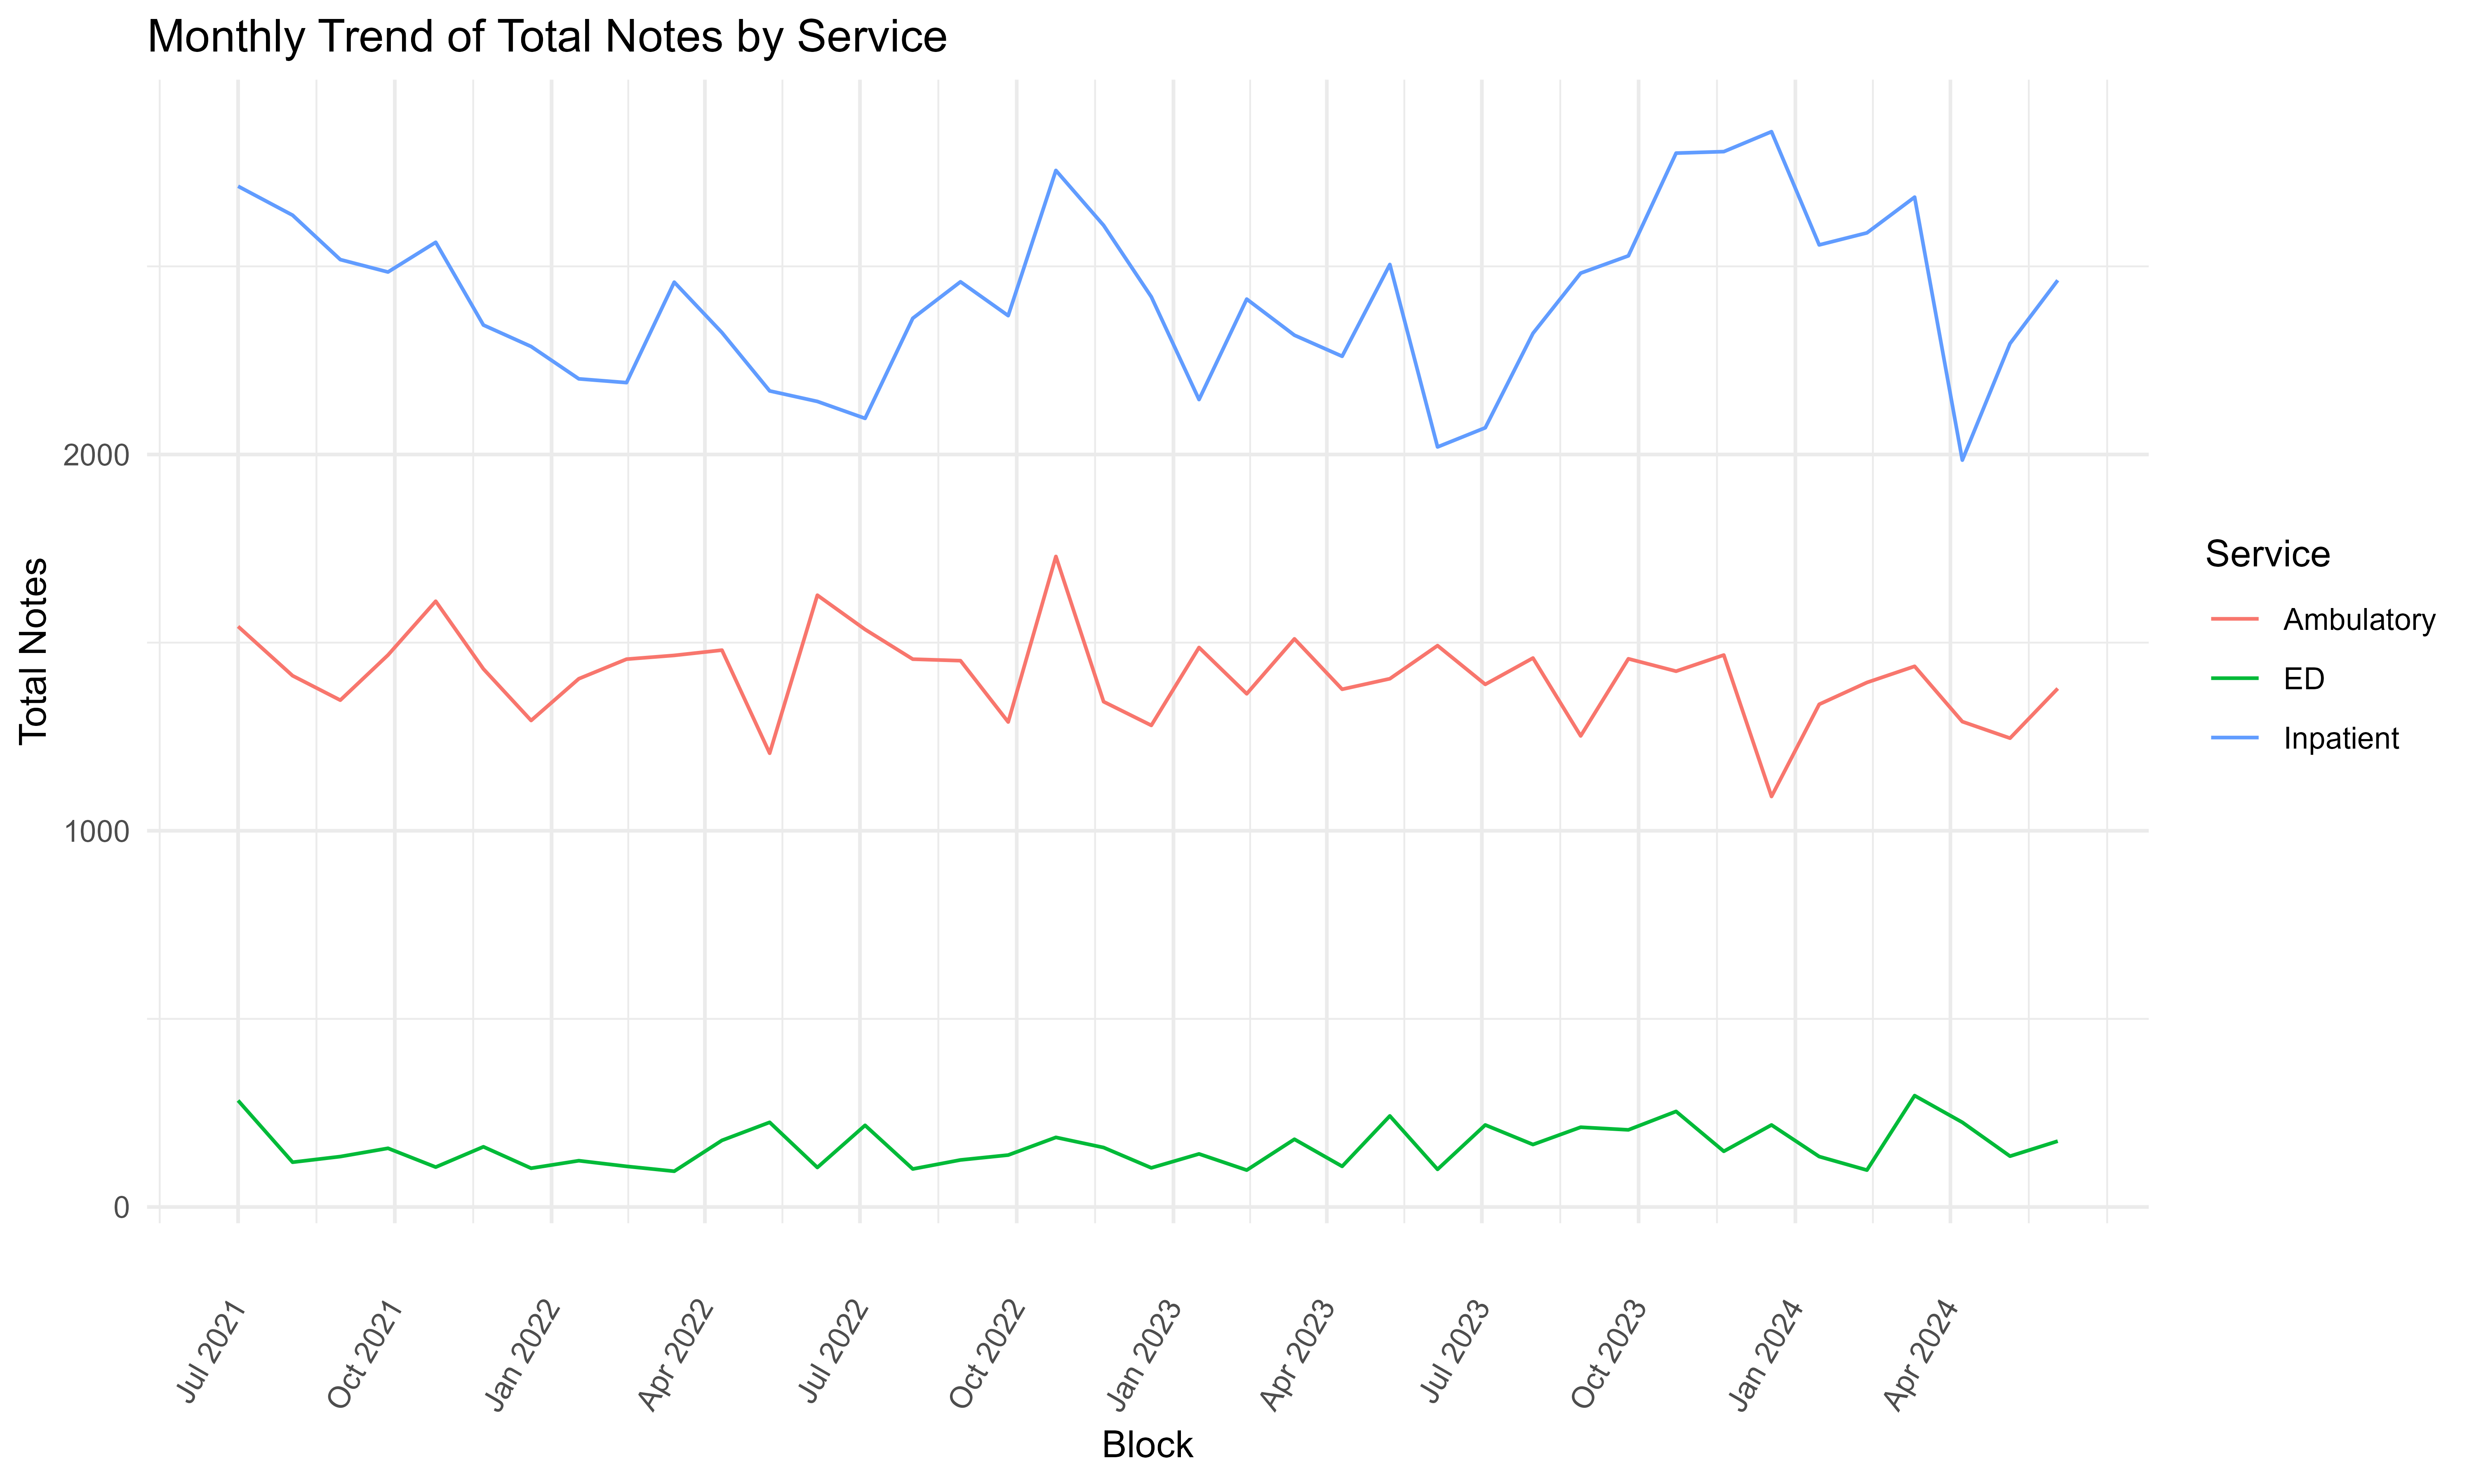 Monthly Trend of Total Notes by Service
Total Notes
2000
1000
0
Jul 2021
Oct 2021
Jan 2022
Apr 2022
Jul 2022
Oct 2022
Jan 2023
Apr 2023
Jul 2023
Oct 2023
Jan 2024
Apr 2024
Block
Service
Ambulatory
ED
Inpatient